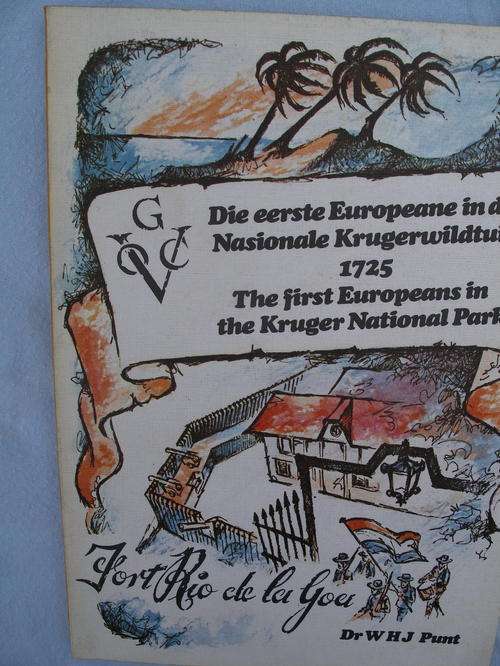 G
VOC
Die eerste Europeane in d
Nasionale Krugerwildtui
1725
The first Europeans in
the Kruger National Park
Fort Rio de la Goa
Dr W H J Punt